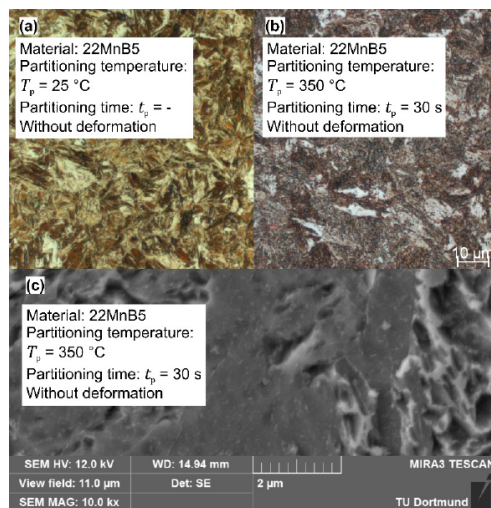 (a)
Material: 22MnB5
Partitioning temperature:
Tp = 25 °C
Partitioning time: tp = -
Without deformation
(b)
Material: 22MnB5
Partitioning temperature:
Tp = 350 °C
Partitioning time: tp = 30 s
Without deformation
10 µm
(c)
Material: 22MnB5
Partitioning temperature:
Tp = 350 °C
Partitioning time: tp = 30 s
Without deformation
SEM HV: 12.0 kV WD: 14.94 mm MIRA3 TESCAN
View field: 11.0 µm Det: SE 2 µm
SEM MAG: 10.0 kx TU Dortmund